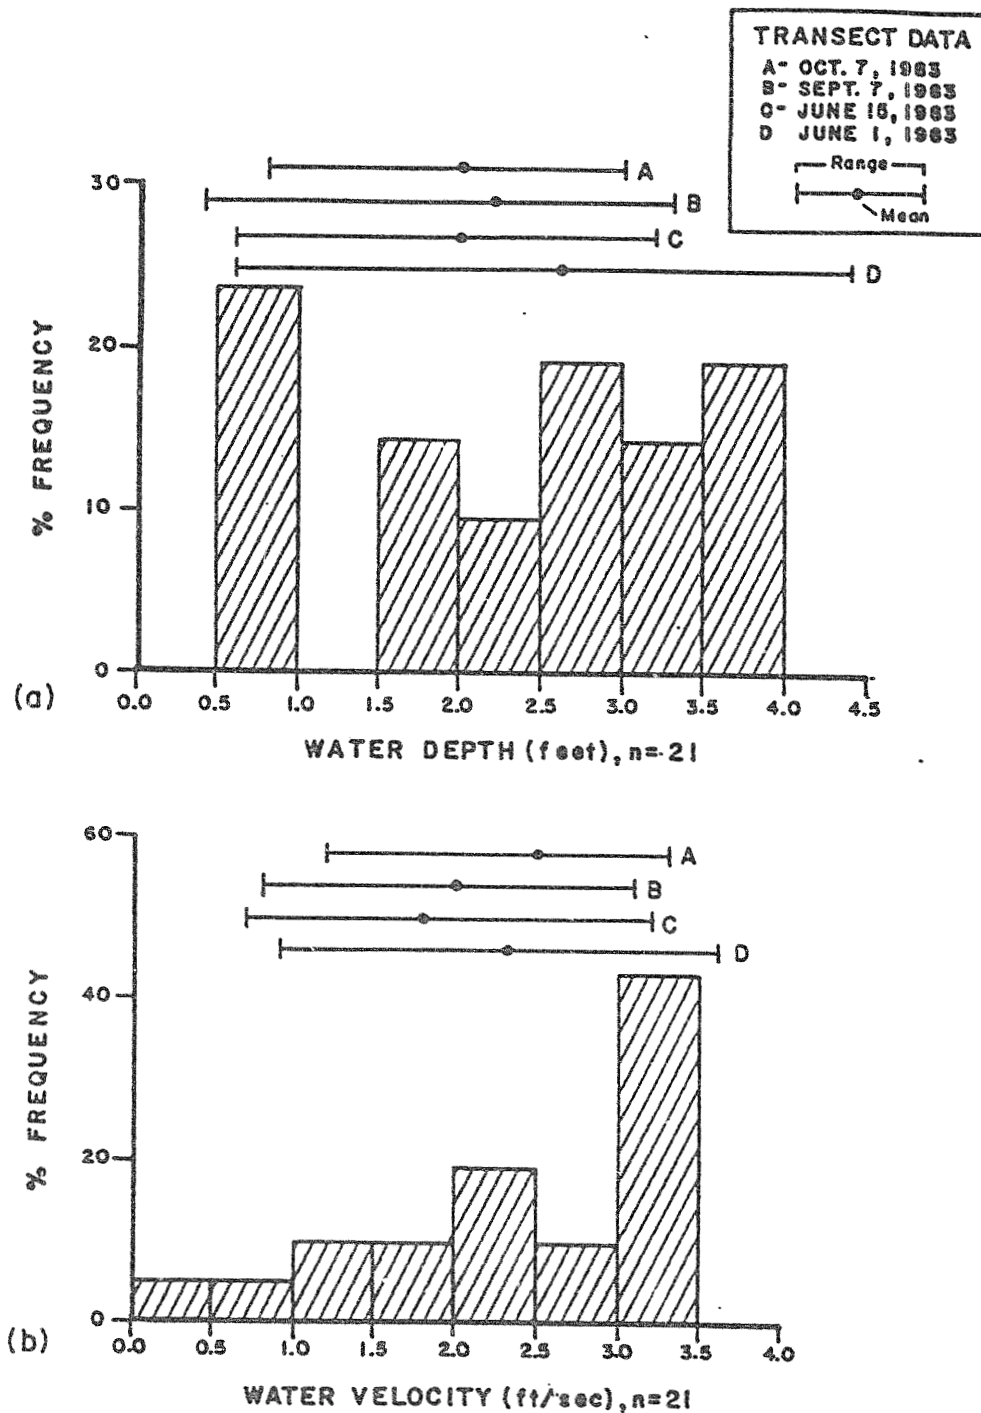 TRANSECT DATA
A- OCT. 7, 1983
B- SEPT. 7, 1983
C- JUNE 15, 1983
D JUNE 1, 1983
Range
Mean
A
B
C
D
30
20
10
0
% FREQUENCY
(a)
0.0 0.5 1.0 1.5 2.0 2.5 3.0 3.5 4.0 4.5
WATER DEPTH (feet), n=21
A
B
C
D
60
40
20
0
% FREQUENCY
(b)
0.0 0.5 1.0 1.5 2.0 2.5 3.0 3.5 4.0
WATER VELOCITY (ft/sec), n=21